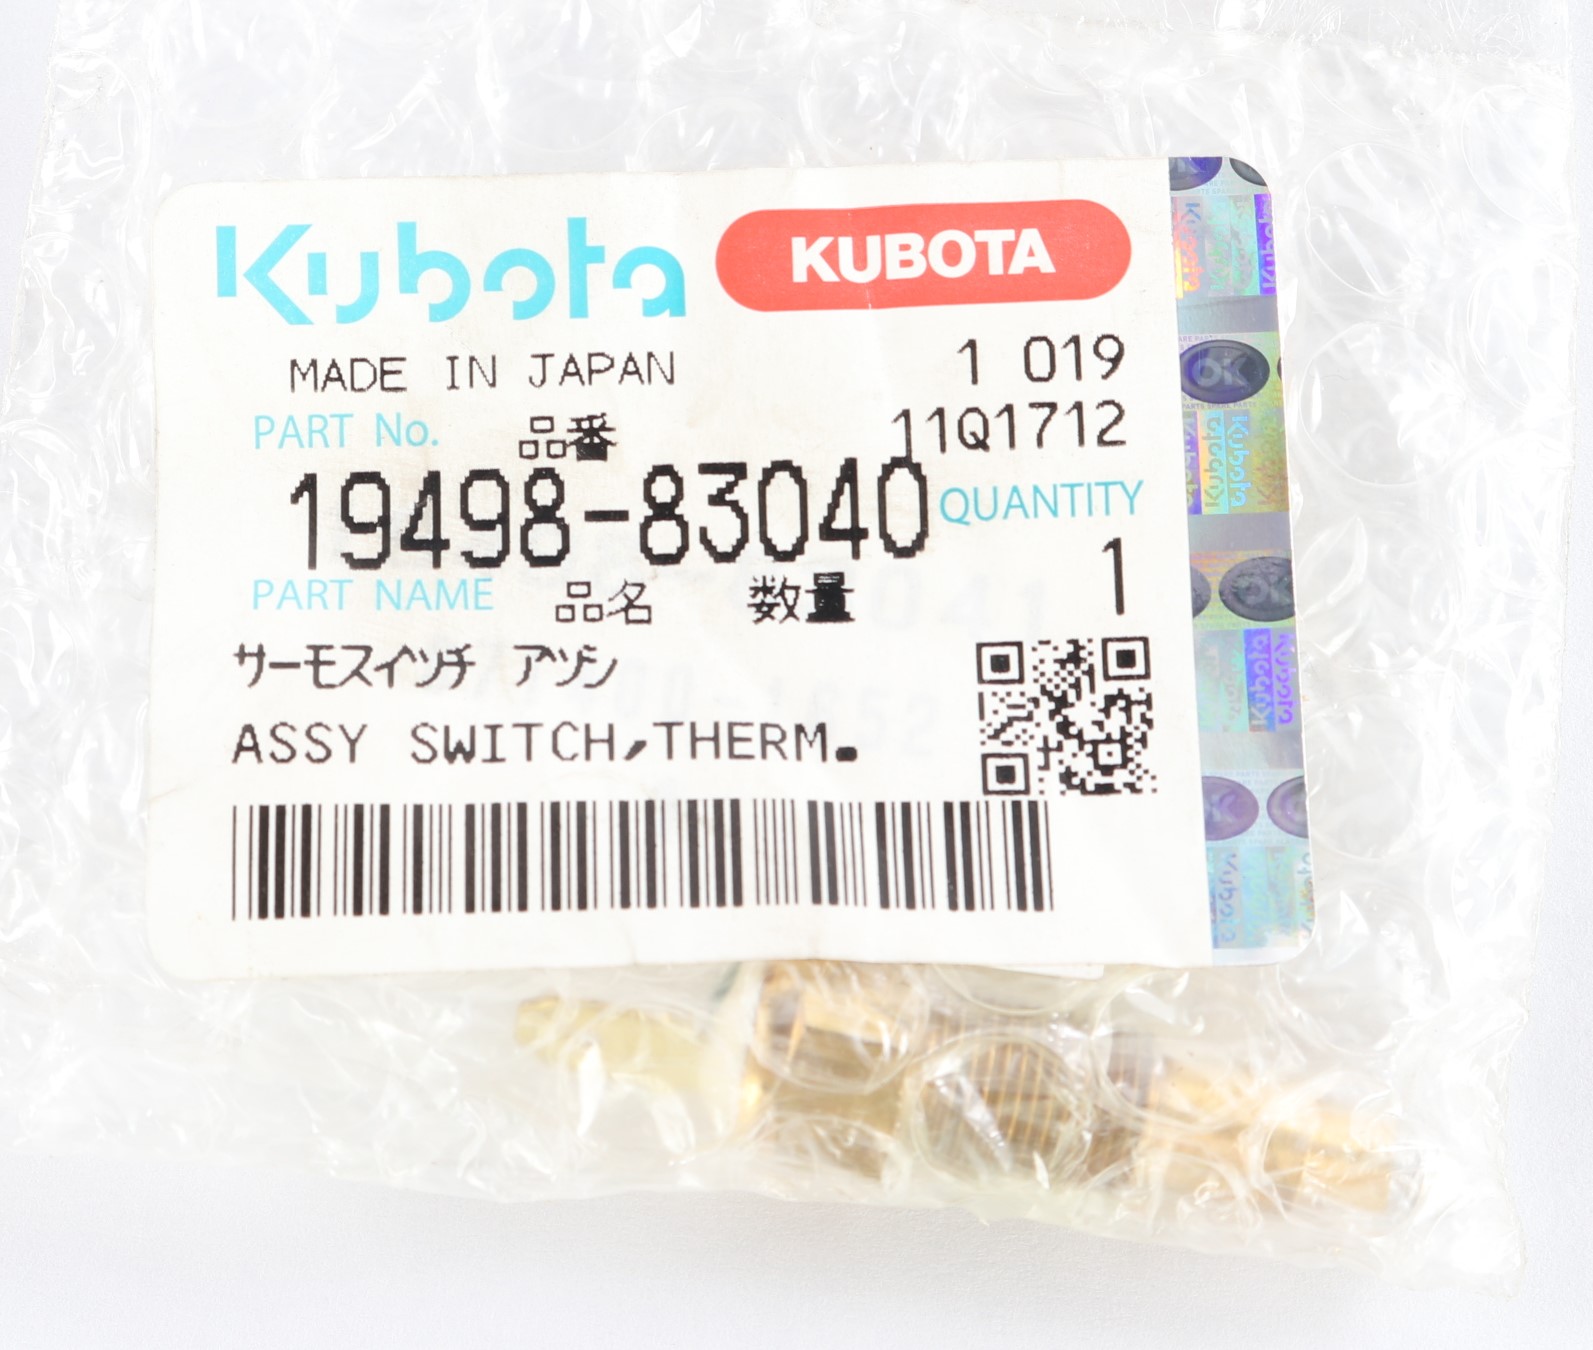 Kubota KUBOTA
MADE IN JAPAN 1 019
PART No. 品番 11Q1712
19498-83040 QUANTITY
1
PART NAME 品名 数量
サーモスイッチ アツシ
ASSY SWITCH,THERM.